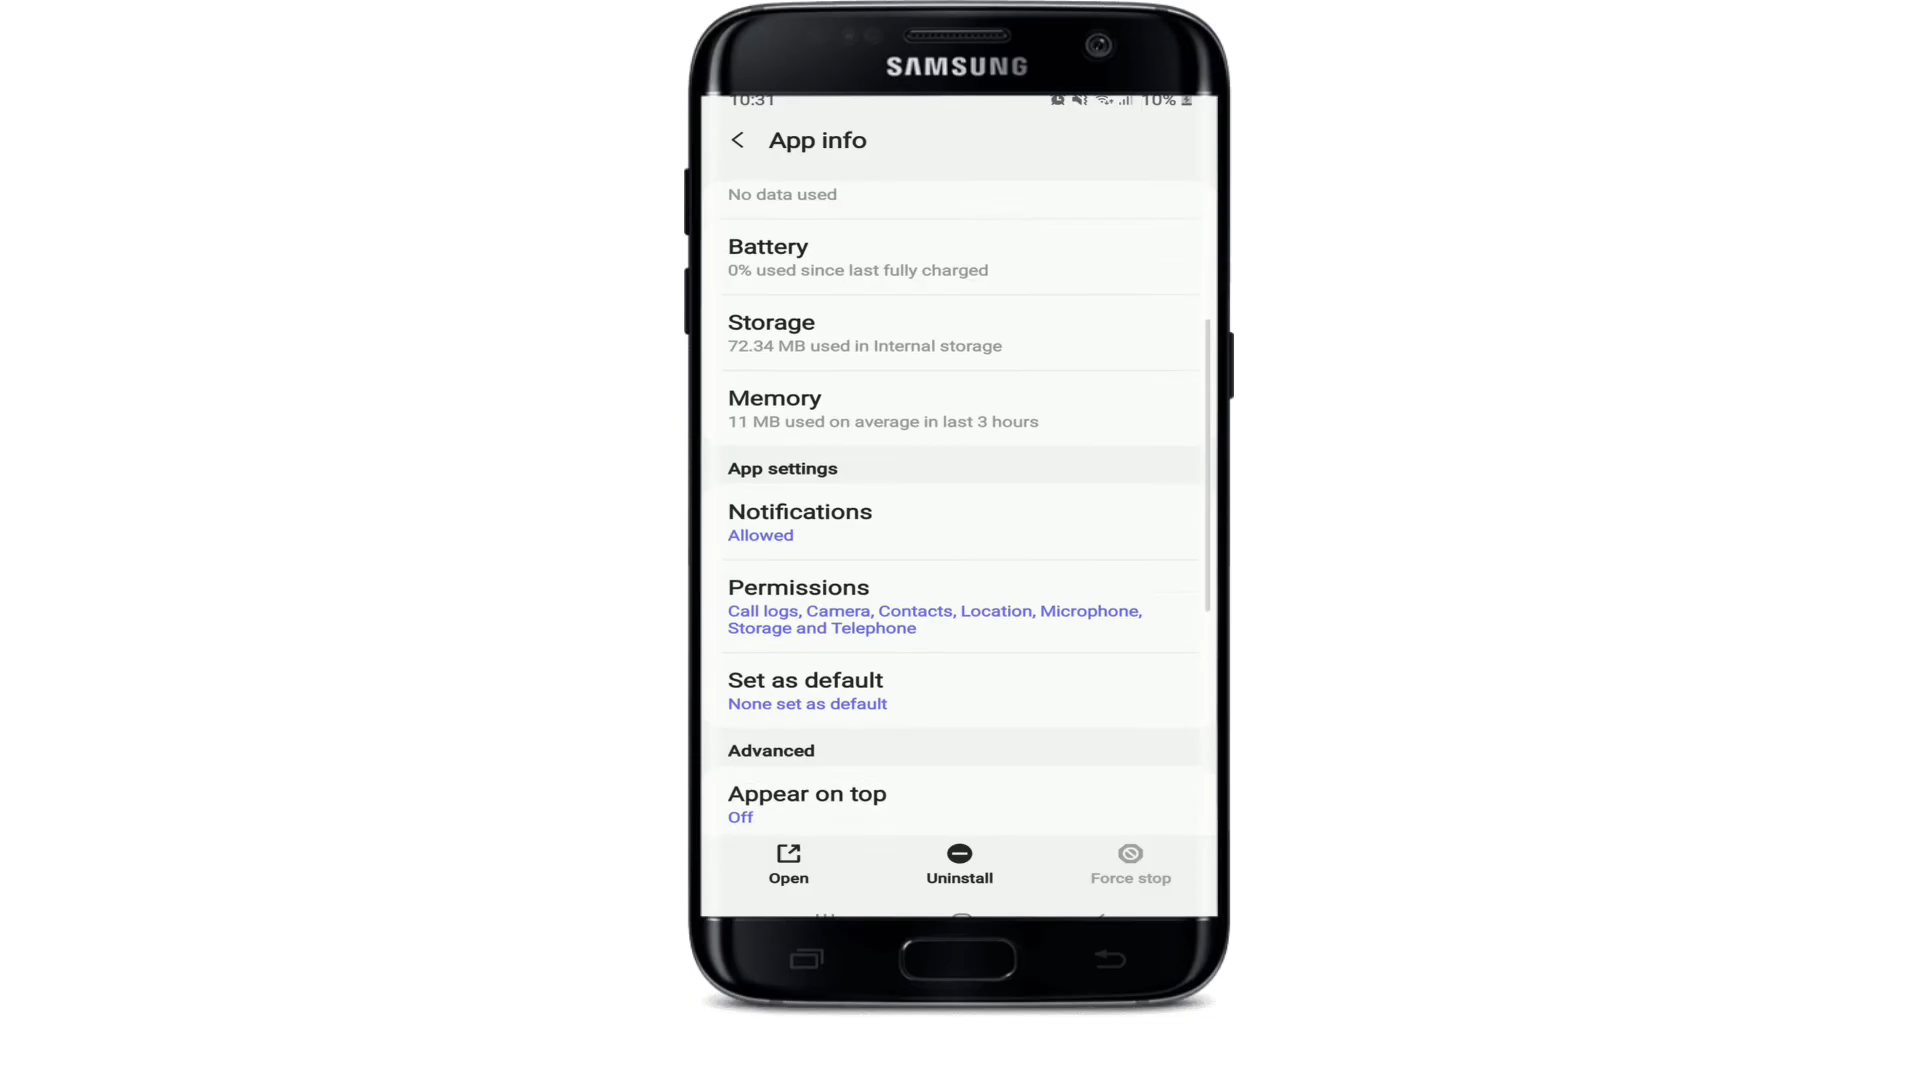 SAMSUNG
10:31
10%
App info
No data used
Battery
0% used since last fully charged
Storage
72.34 MB used in Internal storage
Memory
11 MB used on average in last 3 hours
App settings
Notifications
Allowed
Permissions
Call logs, Camera, Contacts, Location, Microphone,
Storage and Telephone
Set as default
None set as default
Advanced
Appear on top
Off
Open
Uninstall
Force stop